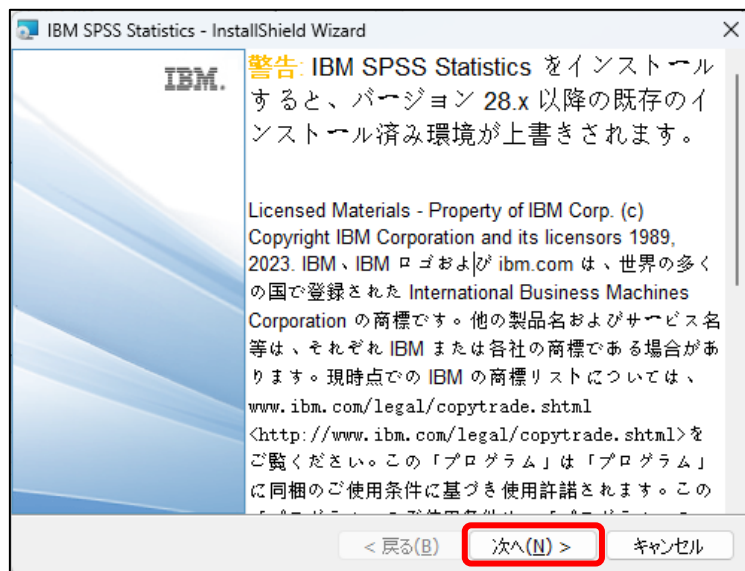 IBM SPSS Statistics - InstallShield Wizard
IBM.
警告: IBM SPSS Statistics をインストール
すると、バージョン 28.x 以降の既存のイ
ンストール済み環境が上書きされます。
Licensed Materials - Property of IBM Corp. (c)
Copyright IBM Corporation and its licensors 1989,
2023. IBM、IBM ロゴおよび ibm.com は、世界の多く
の国で登録された International Business Machines
Corporation の商標です。他の製品名およびサービス名
等は、それぞれ IBM または各社の商標である場合があ
ります。現時点での IBM の商標リストについては、
www.ibm.com/legal/copytrade.shtml
<http://www.ibm.com/legal/copytrade.shtml>を
ご覧ください。この「プログラム」は「プログラム」
に同梱のご使用条件に基づき使用許諾されます。この
< 戻る(B)
次へ(N) >
キャンセル